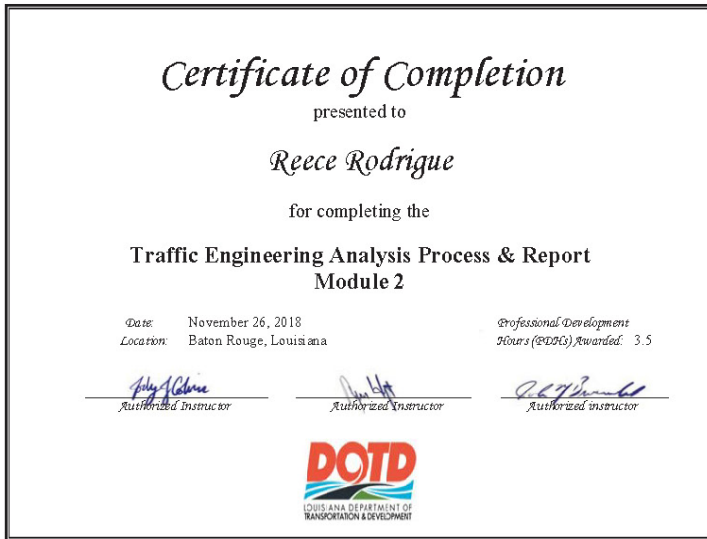 Certificate of Completion
presented to
Reece Rodrigue
for completing the
Traffic Engineering Analysis Process & Report
Module 2
Date: November 26, 2018
Location: Baton Rouge, Louisiana
Professional Development
Hours (PDHs) Awarded: 3.5
Authorized Instructor
Authorized Instructor
Authorized instructor
DOTD
LOUISIANA DEPARTMENT OF
TRANSPORTATION & DEVELOPMENT